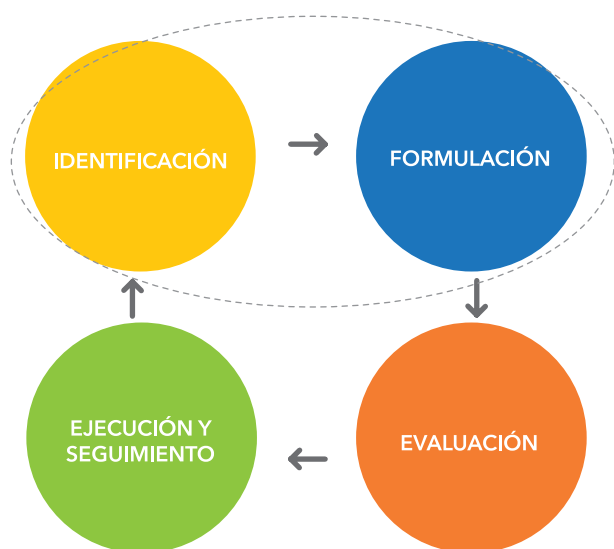 IDENTIFICACIÓN
FORMULACIÓN
EJECUCIÓN Y
SEGUIMIENTO
EVALUACIÓN